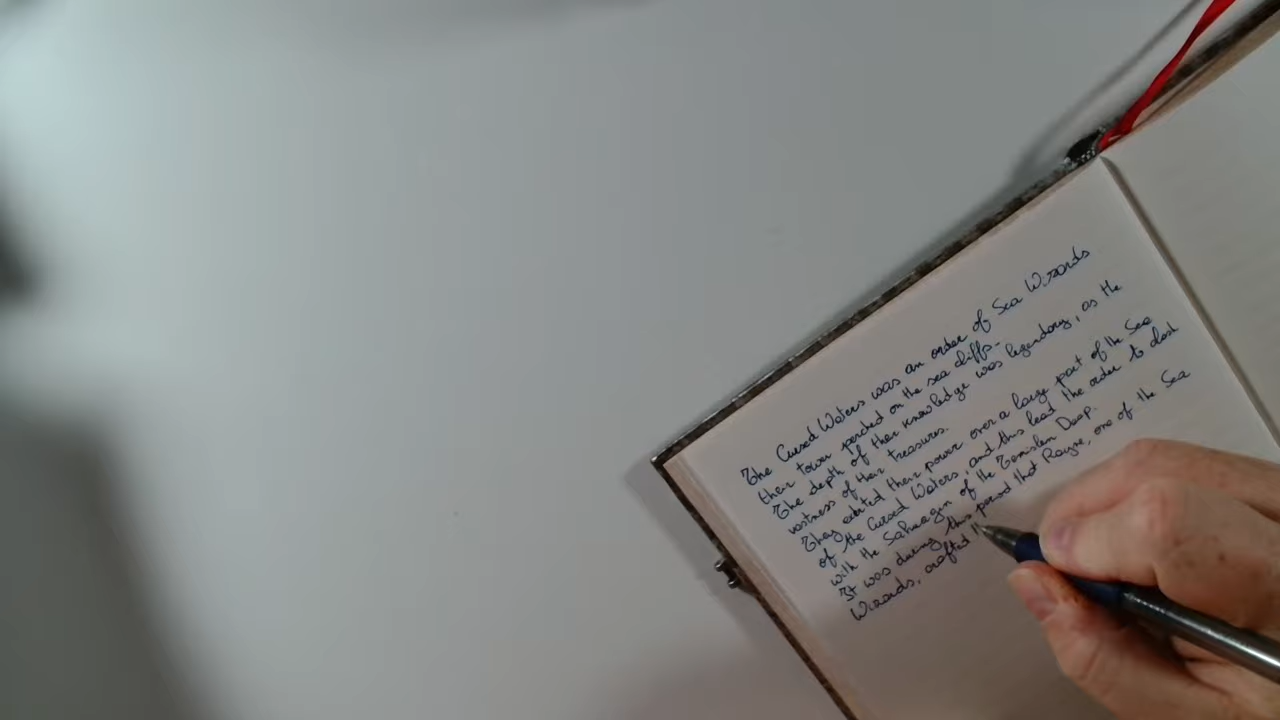 The Cursed Waters was an order of Sea Wizards
their tower perched on the sea cliffs.
The depth of their knowledge was legendary, as the
vastness of their treasures.
They exerted their power over a large part of the Sea
of the Cursed Waters, and this lead the order to clash
with the Sahuagin of the Deep.
It was during this period that Rayne, one of the Sea
Wizards, crafted